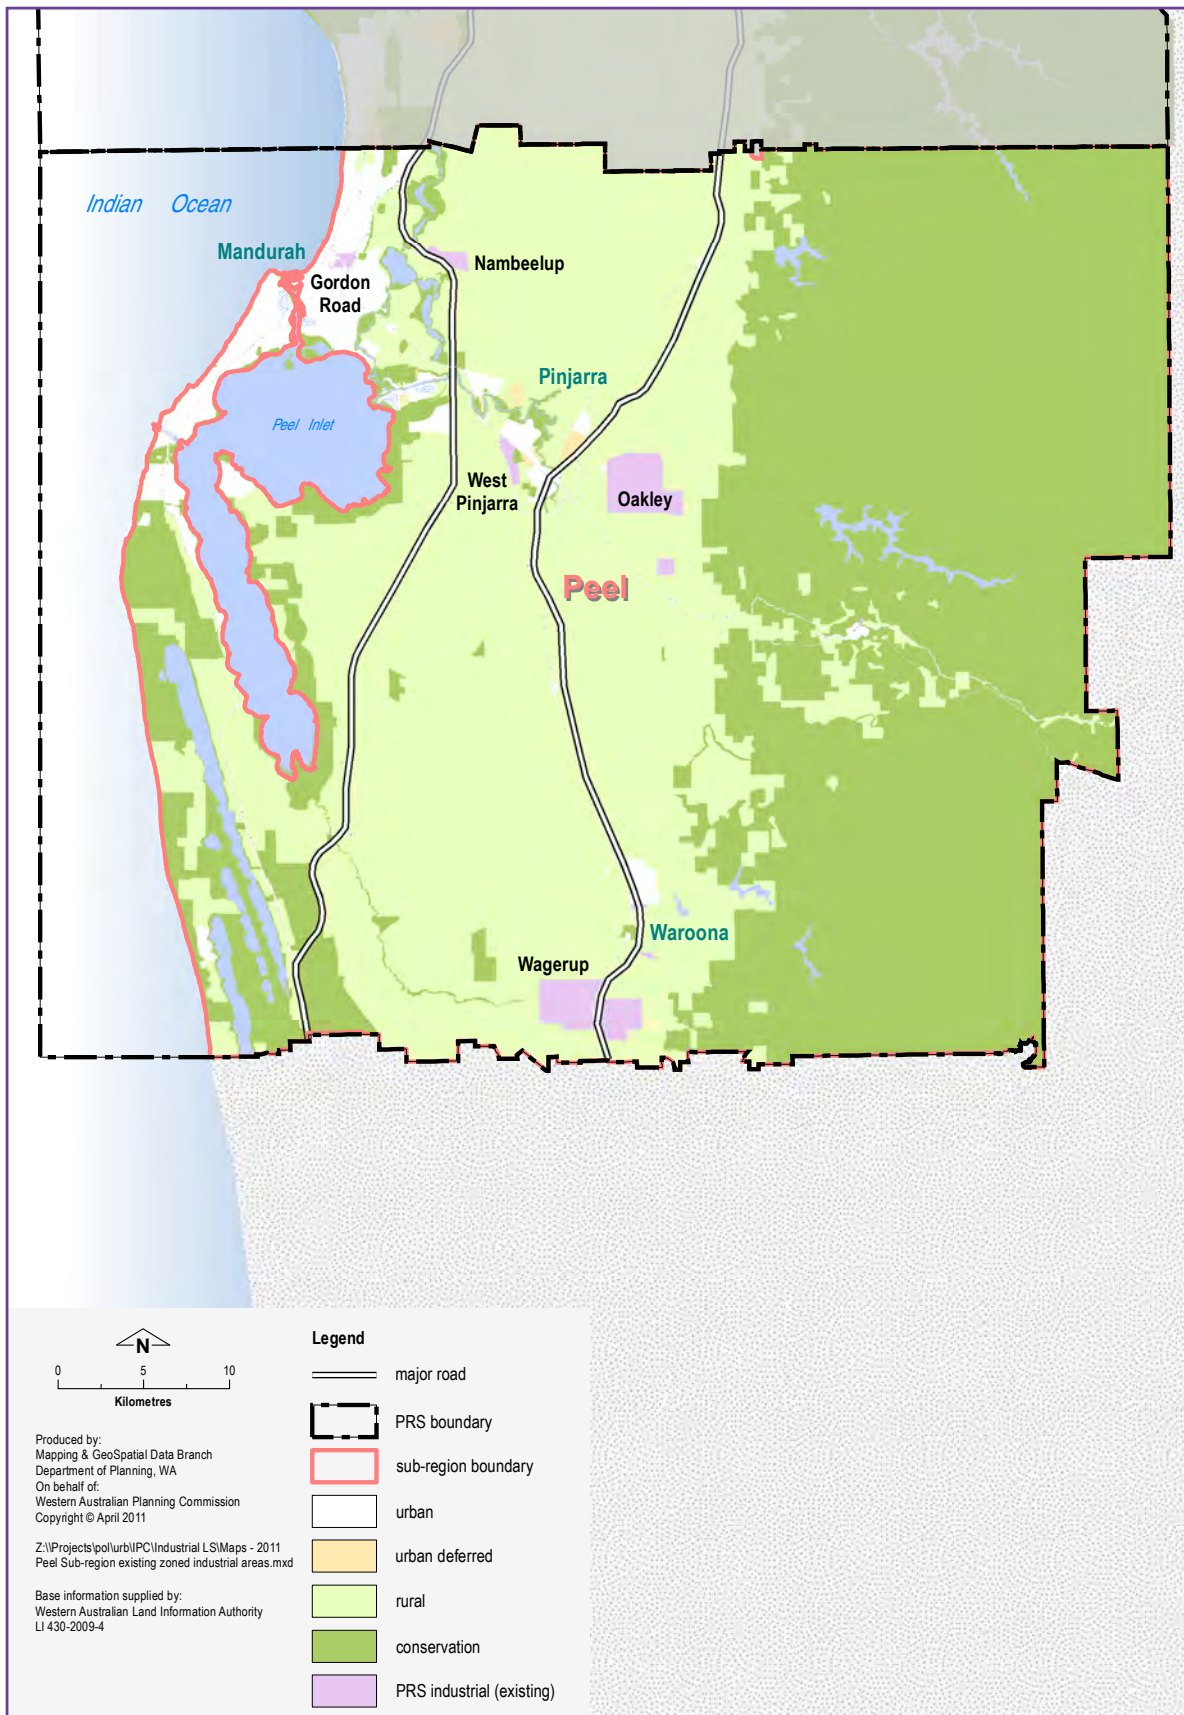 Indian Ocean
Mandurah
Gordon
Road
Nambeelup
Pinjarra
Peel Inlet
West
Pinjarra
Oakley
Peel
Waroona
Wagerup
N
0 5 10
Kilometres
Produced by:
Mapping & GeoSpatial Data Branch
Department of Planning, WA
On behalf of:
Western Australian Planning Commission
Copyright © April 2011
Z:\\Projects\pol\urb\IPC\Industrial LS\Maps - 2011
Peel Sub-region existing zoned industrial areas.mxd
Base information supplied by:
Western Australian Land Information Authority
LI 430-2009-4
Legend
major road
PRS boundary
sub-region boundary
urban
urban deferred
rural
conservation
PRS industrial (existing)